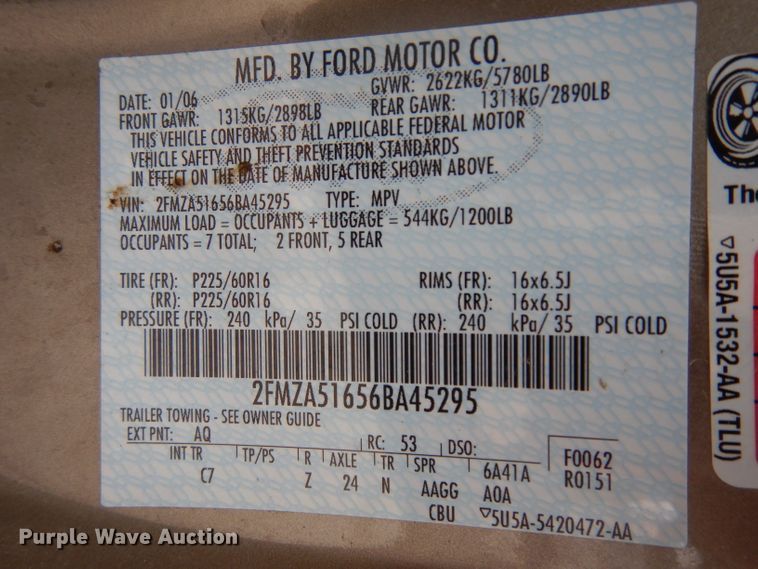 MFD. BY FORD MOTOR CO.
DATE: 01/06 GVWR: 2622KG/5780LB
FRONT GAWR: 1315KG/2898LB REAR GAWR: 1311KG/2890LB
THIS VEHICLE CONFORMS TO ALL APPLICABLE FEDERAL MOTOR
VEHICLE SAFETY AND THEFT PREVENTION STANDARDS
IN EFFECT ON THE DATE OF MANUFACTURE SHOWN ABOVE.
VIN: 2FMZA51656BA45295 TYPE: MPV
MAXIMUM LOAD = OCCUPANTS + LUGGAGE = 544KG/1200LB
OCCUPANTS = 7 TOTAL; 2 FRONT, 5 REAR
TIRE (FR): P225/60R16 RIMS (FR): 16x6.5J
(RR): P225/60R16 (RR): 16x6.5J
PRESSURE (FR): 240 kPa/ 35 PSI COLD (RR): 240 kPa/ 35 PSI COLD
2FMZA51656BA45295
TRAILER TOWING - SEE OWNER GUIDE
EXT PNT: AQ RC: 53 DSO: F0062
INT TR TP/PS R AXLE TR SPR 6A41A R0151
C7 Z 24 N AAGG A0A
CBU ▽5U5A-5420472-AA
The
▽5U5A-1532-AA (TLU)
Purple Wave Auction